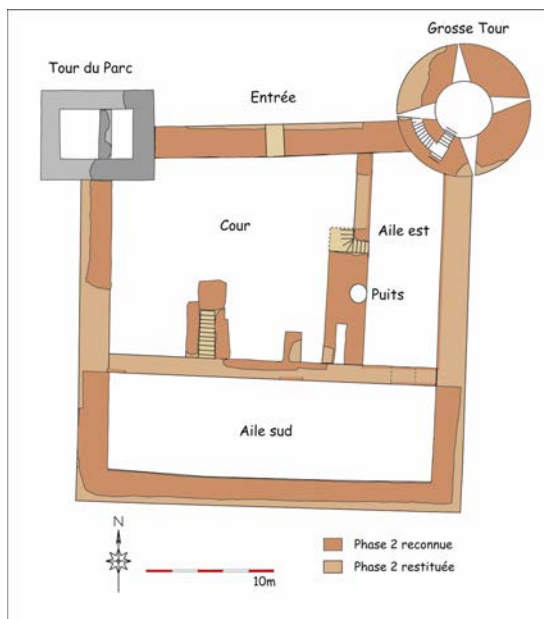 Grosse Tour
Tour du Parc
Entrée
Cour
Aile est
Puits
Aile sud
N
Phase 2 reconnue
Phase 2 restituée
10m